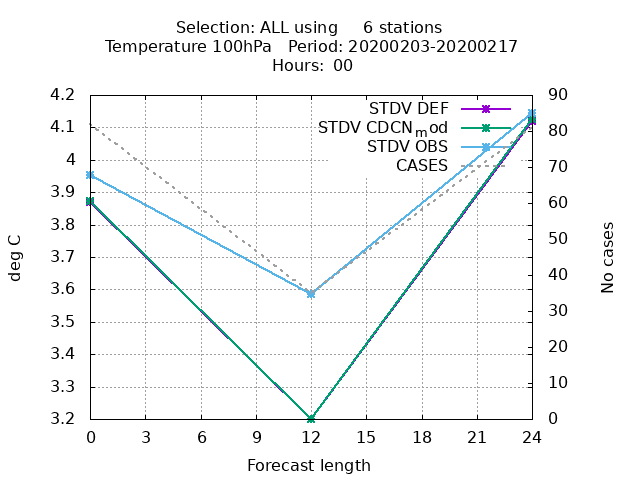 Selection: ALL using     6 stations
Temperature 100hPa   Period: 20200203-20200217
Hours:  00
4.2
4.1
4
3.9
3.8
3.7
3.6
3.5
3.4
3.3
3.2
deg C
90
80
70
60
50
40
30
20
10
0
No cases
STDV DEF
STDV CDCNmod
STDV OBS
CASES
0 3 6 9 12 15 18 21 24
Forecast length